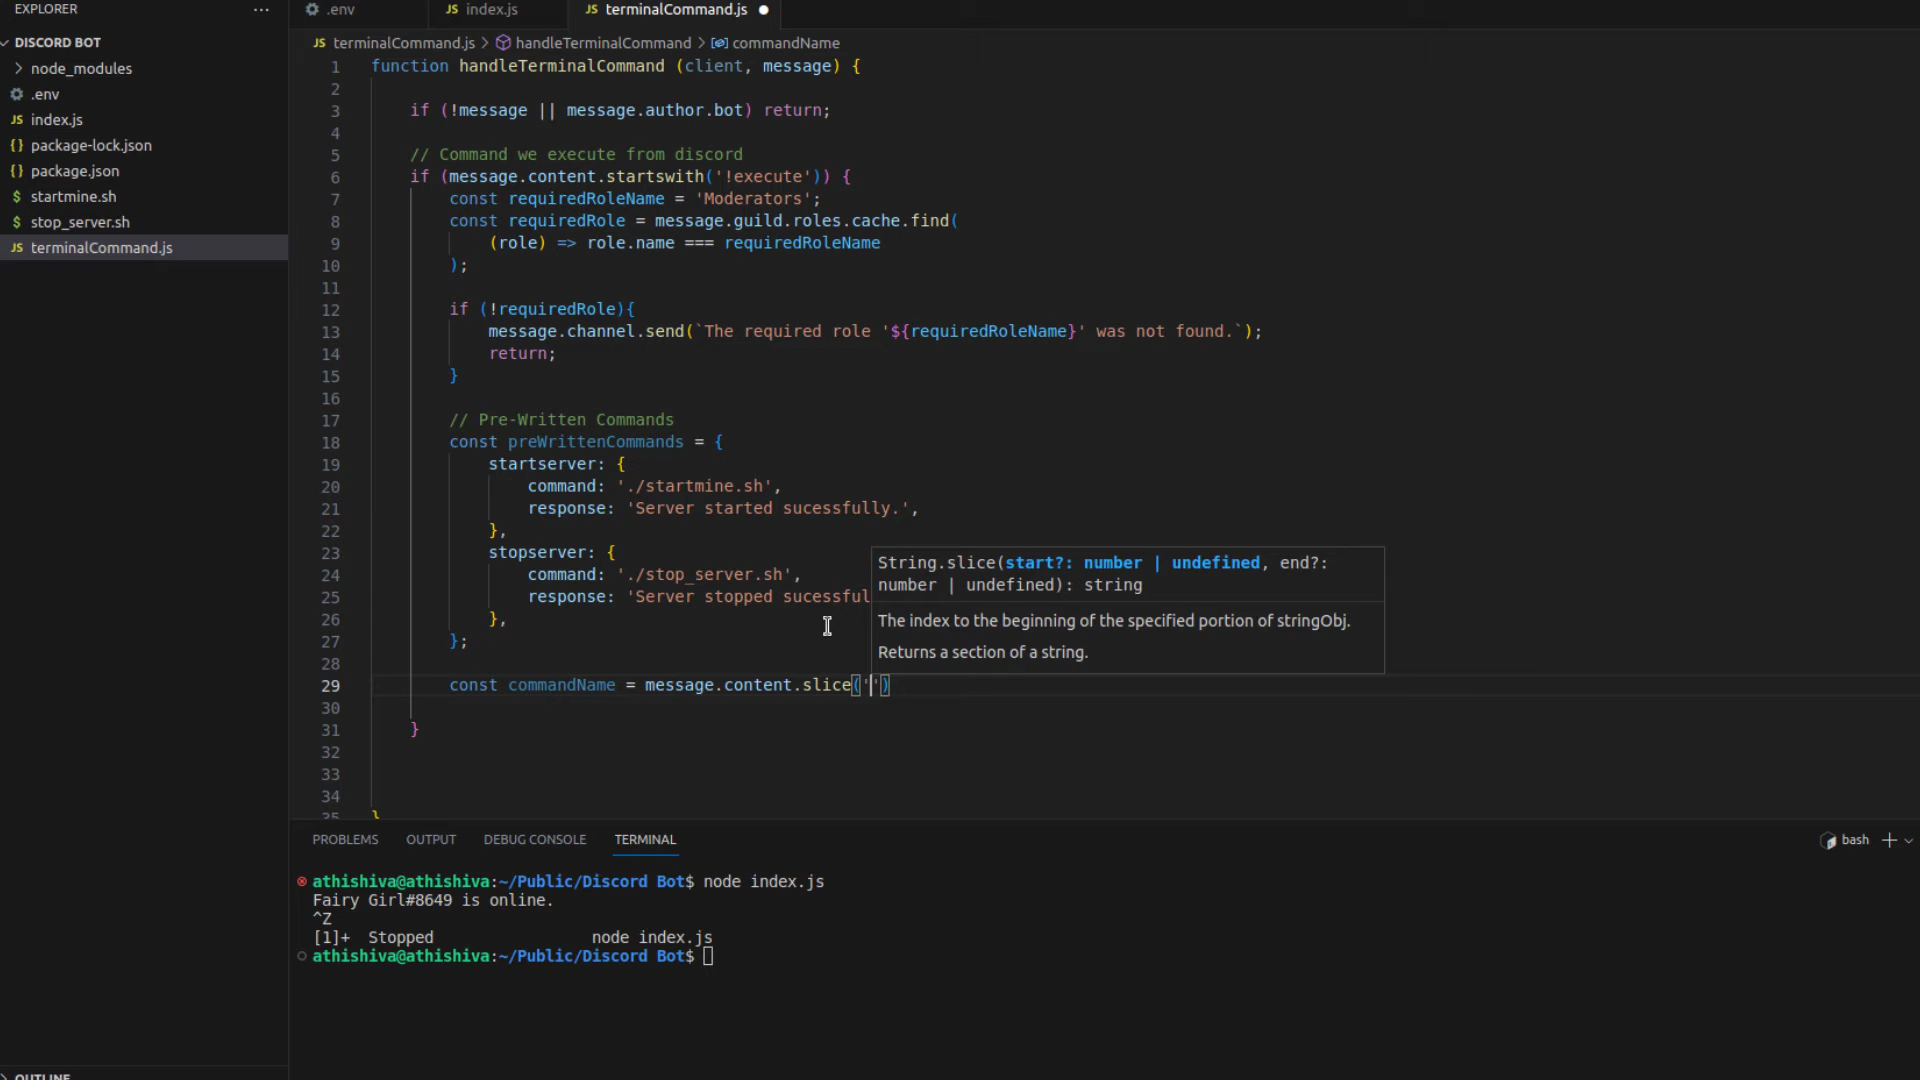 EXPLORER ···
DISCORD BOT
node_modules
.env
JS index.js
{} package-lock.json
{} package.json
$ startmine.sh
$ stop_server.sh
JS terminalCommand.js
OUTLINE
.env JS index.js JS terminalCommand.js ●
JS terminalCommand.js > handleTerminalCommand > commandName
1 function handleTerminalCommand (client, message) {
2
3 if (!message || message.author.bot) return;
4
5 // Command we execute from discord
6 if (message.content.startswith('!execute')) {
7 const requiredRoleName = 'Moderators';
8 const requiredRole = message.guild.roles.cache.find(
9 (role) => role.name === requiredRoleName
10 );
11
12 if (!requiredRole){
13 message.channel.send(`The required role '${requiredRoleName}' was not found.`);
14 return;
15 }
16
17 // Pre-Written Commands
18 const preWrittenCommands = {
19 startserver: {
20 command: './startmine.sh',
21 response: 'Server started sucessfully.',
22 },
23 stopserver: {
24 command: './stop_server.sh',
25 response: 'Server stopped sucessful
26 },
27 };
28
29 const commandName = message.content.slice('')
30
31 }
32
33
34
35 }
String.slice(start?: number | undefined, end?:
number | undefined): string
The index to the beginning of the specified portion of stringObj.
Returns a section of a string.
PROBLEMS OUTPUT DEBUG CONSOLE TERMINAL bash
athishiva@athishiva:~/Public/Discord Bot$ node index.js
Fairy Girl#8649 is online.
^Z
[1]+ Stopped node index.js
athishiva@athishiva:~/Public/Discord Bot$